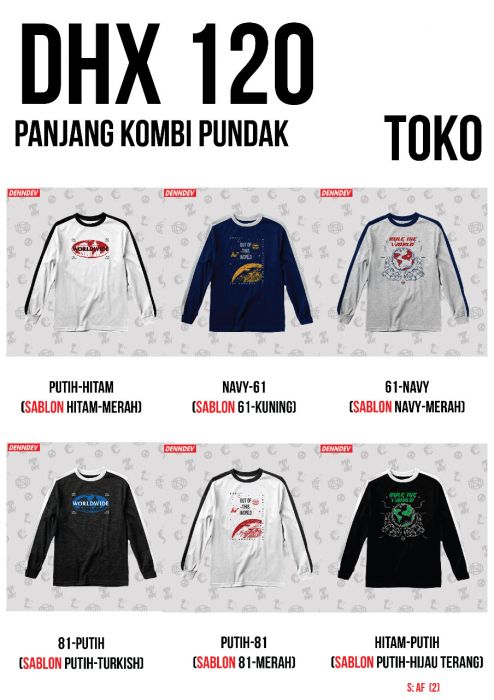 DHX 120
PANJANG KOMBI PUNDAK
TOKO
DENNDEV
DENNDEV
DENNDEV
WORLDWIDE
OUT OF
THIS
WORLD
RULE THE
WORLD
PUTIH-HITAM
(SABLON HITAM-MERAH)
NAVY-61
(SABLON 61-KUNING)
61-NAVY
(SABLON NAVY-MERAH)
DENNDEV
DENNDEV
DENNDEV
WORLDWIDE
OUT OF
THIS
WORLD
RULE THE
WORLD
81-PUTIH
(SABLON PUTIH-TURKISH)
PUTIH-81
(SABLON 81-MERAH)
HITAM-PUTIH
(SABLON PUTIH-HIJAU TERANG)
S: AF (2)